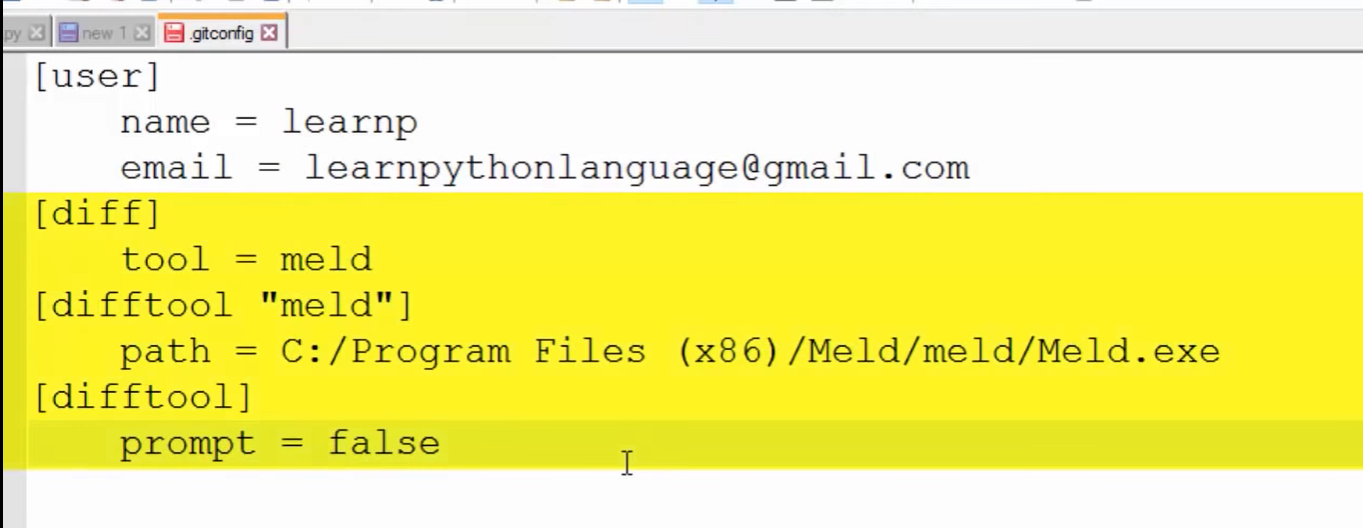 py new 1 .gitconfig
[user]
name = learnp
email = learnpythonlanguage@gmail.com
[diff]
tool = meld
[difftool "meld"]
path = C:/Program Files (x86)/Meld/meld/Meld.exe
[difftool]
prompt = false